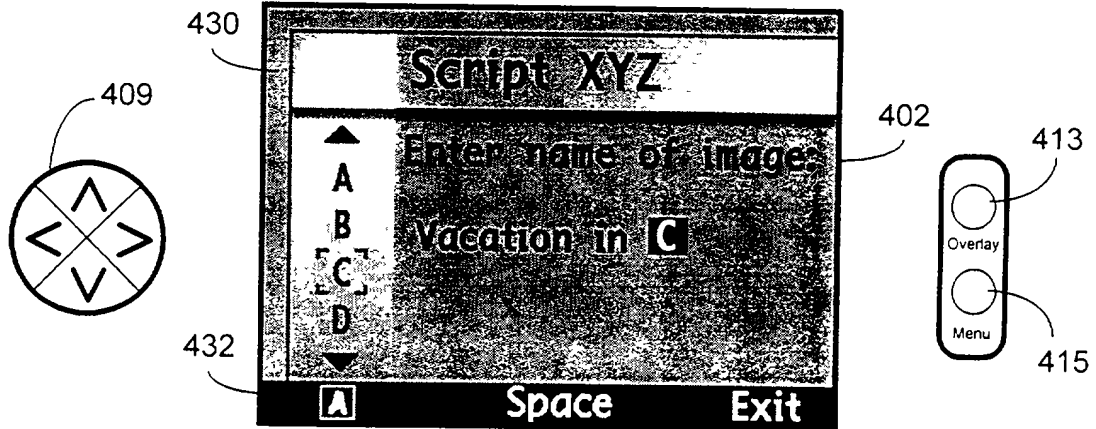 430
Script XYZ
409
402
413
Enter name of image:
A
B
Vacation in C
Overlay
C
D
Menu
432
415
A Space Exit